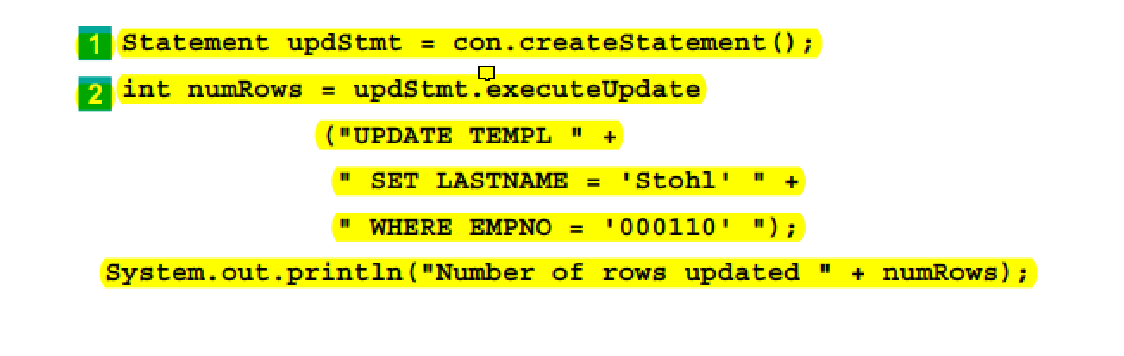 1 Statement updStmt = con.createStatement();
2 int numRows = updStmt.executeUpdate
("UPDATE TEMPL " +
" SET LASTNAME = 'Stohl' " +
" WHERE EMPNO = '000110' ");
System.out.println("Number of rows updated " + numRows);